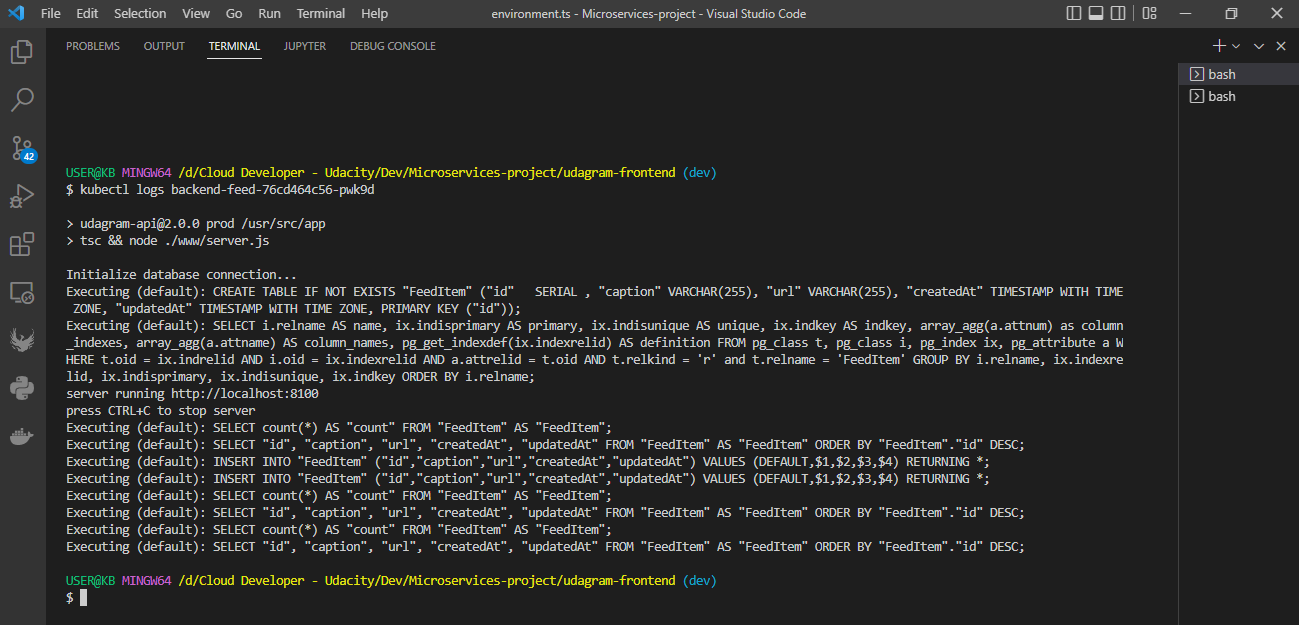 File Edit Selection View Go Run Terminal Help environment.ts - Microservices-project - Visual Studio Code
PROBLEMS OUTPUT TERMINAL JUPYTER DEBUG CONSOLE
bash
bash
42
USER@KB MINGW64 /d/Cloud Developer - Udacity/Dev/Microservices-project/udagram-frontend (dev)
$ kubectl logs backend-feed-76cd464c56-pwk9d
> udagram-api@2.0.0 prod /usr/src/app
> tsc && node ./www/server.js
Initialize database connection...
Executing (default): CREATE TABLE IF NOT EXISTS "FeedItem" ("id"   SERIAL , "caption" VARCHAR(255), "url" VARCHAR(255), "createdAt" TIMESTAMP WITH TIME
ZONE, "updatedAt" TIMESTAMP WITH TIME ZONE, PRIMARY KEY ("id"));
Executing (default): SELECT i.relname AS name, ix.indisprimary AS primary, ix.indisunique AS unique, ix.indkey AS indkey, array_agg(a.attnum) as column
_indexes, array_agg(a.attname) AS column_names, pg_get_indexdef(ix.indexrelid) AS definition FROM pg_class t, pg_class i, pg_index ix, pg_attribute a W
HERE t.oid = ix.indrelid AND i.oid = ix.indexrelid AND a.attrelid = t.oid AND t.relkind = 'r' and t.relname = 'FeedItem' GROUP BY i.relname, ix.indexre
lid, ix.indisprimary, ix.indisunique, ix.indkey ORDER BY i.relname;
server running http://localhost:8100
press CTRL+C to stop server
Executing (default): SELECT count(*) AS "count" FROM "FeedItem" AS "FeedItem";
Executing (default): SELECT "id", "caption", "url", "createdAt", "updatedAt" FROM "FeedItem" AS "FeedItem" ORDER BY "FeedItem"."id" DESC;
Executing (default): INSERT INTO "FeedItem" ("id","caption","url","createdAt","updatedAt") VALUES (DEFAULT,$1,$2,$3,$4) RETURNING *;
Executing (default): INSERT INTO "FeedItem" ("id","caption","url","createdAt","updatedAt") VALUES (DEFAULT,$1,$2,$3,$4) RETURNING *;
Executing (default): SELECT count(*) AS "count" FROM "FeedItem" AS "FeedItem";
Executing (default): SELECT "id", "caption", "url", "createdAt", "updatedAt" FROM "FeedItem" AS "FeedItem" ORDER BY "FeedItem"."id" DESC;
Executing (default): SELECT count(*) AS "count" FROM "FeedItem" AS "FeedItem";
Executing (default): SELECT "id", "caption", "url", "createdAt", "updatedAt" FROM "FeedItem" AS "FeedItem" ORDER BY "FeedItem"."id" DESC;
USER@KB MINGW64 /d/Cloud Developer - Udacity/Dev/Microservices-project/udagram-frontend (dev)
$